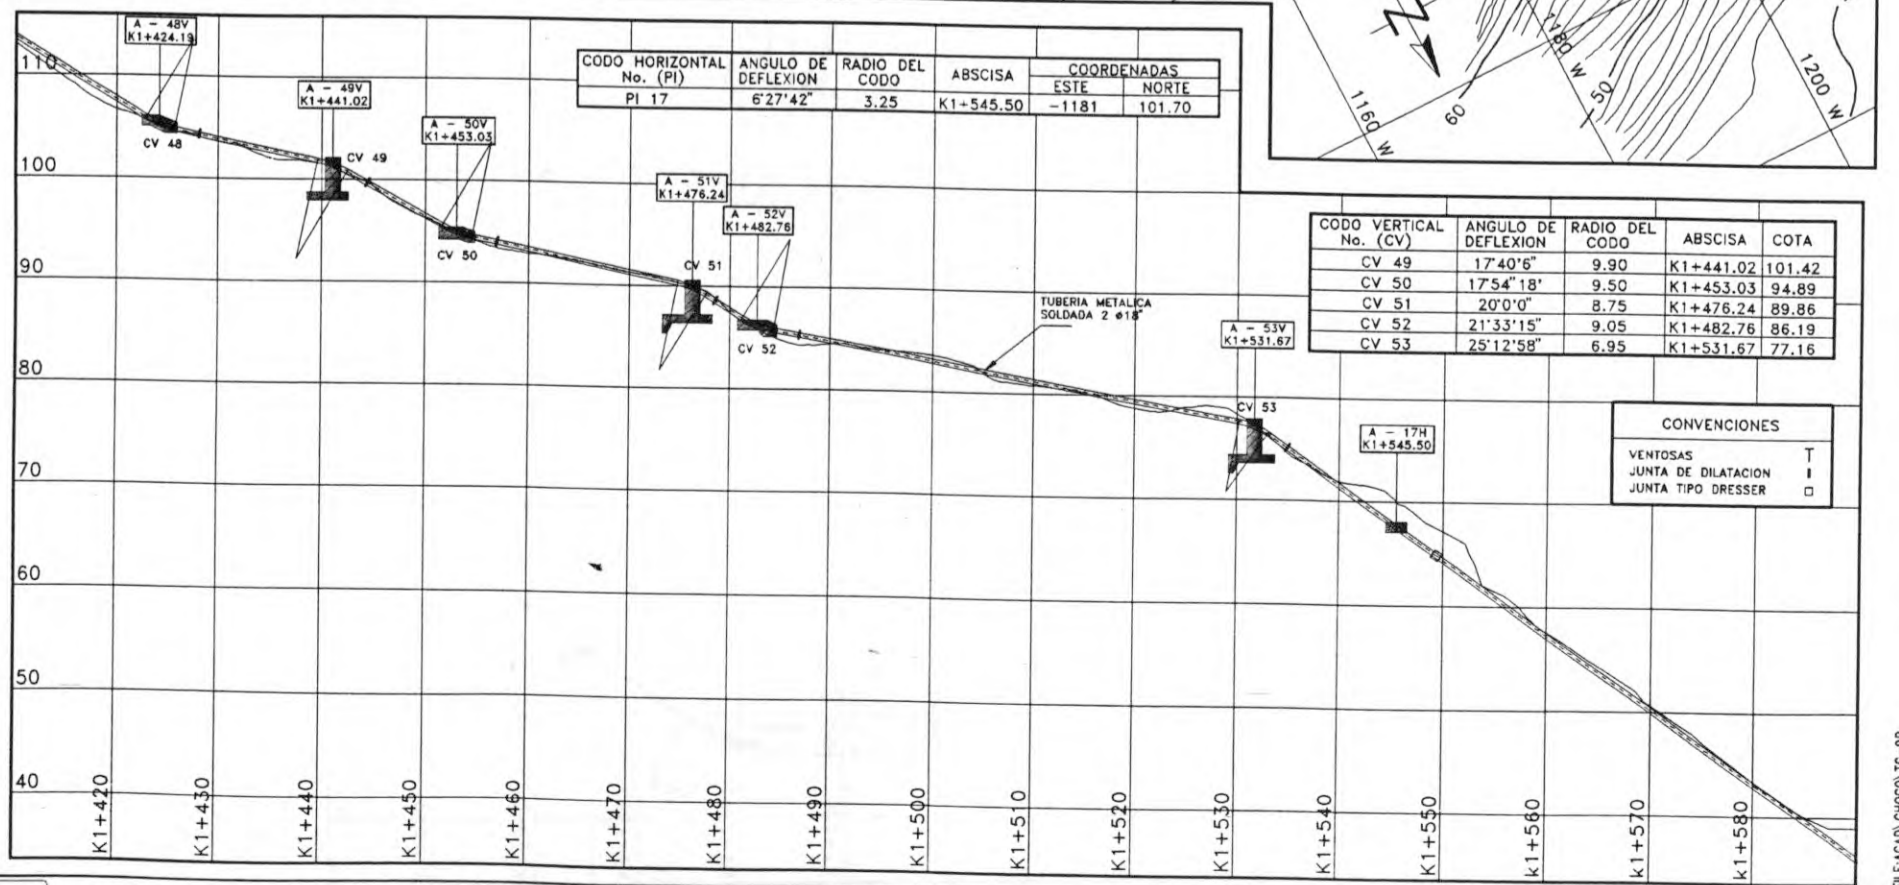 A - 48V
K1+424.19
A - 49V
K1+441.02
A - 50V
K1+453.03
A - 51V
K1+476.24
A - 52V
K1+482.76
A - 53V
K1+531.67
A - 17H
K1+545.50
CODO HORIZONTAL No. (PI) ANGULO DE DEFLEXION RADIO DEL CODO ABSCISA COORDENADAS ESTE NORTE
PI 17 6°27'42" 3.25 K1+545.50 -1181 101.70
N
1160 W
1180 W
1200 W
60
50
CODO VERTICAL No. (CV) ANGULO DE DEFLEXION RADIO DEL CODO ABSCISA COTA
CV 49 17°40'6" 9.90 K1+441.02 101.42
CV 50 17°54"18' 9.50 K1+453.03 94.89
CV 51 20°0'0" 8.75 K1+476.24 89.86
CV 52 21°33'15" 9.05 K1+482.76 86.19
CV 53 25°12'58" 6.95 K1+531.67 77.16
CV 48
CV 49
CV 50
CV 51
CV 52
CV 53
TUBERIA METALICA
SOLDADA 2 ø18"
CONVENCIONES
VENTOSAS
JUNTA DE DILATACION
JUNTA TIPO DRESSER
110
100
90
80
70
60
50
40
K1+420
K1+430
K1+440
K1+450
K1+460
K1+470
K1+480
K1+490
K1+500
K1+510
K1+520
K1+530
K1+540
K1+550
K1+560
k1+570
k1+580